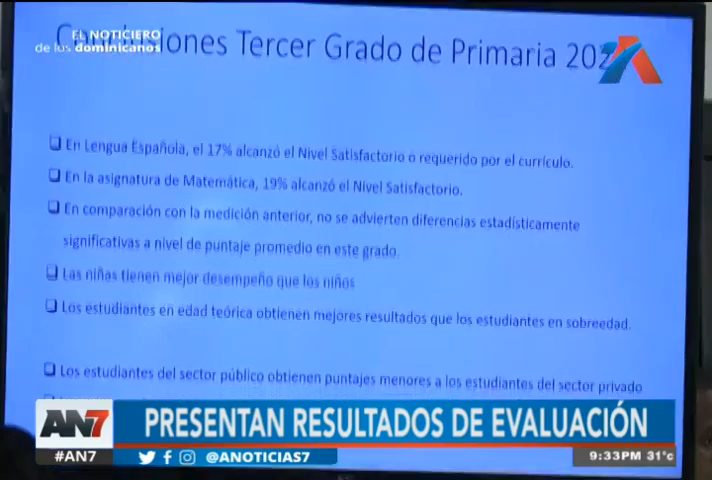 EL NOTICIERO
de los dominicanos
Conclusiones Tercer Grado de Primaria 202
❑ En Lengua Española, el 17% alcanzó el Nivel Satisfactorio o requerido por el currículo.
❑ En la asignatura de Matemática, 19% alcanzó el Nivel Satisfactorio.
❑ En comparación con la medición anterior, no se advierten diferencias estadísticamente
significativas a nivel de puntaje promedio en este grado.
❑ Las niñas tienen mejor desempeño que los niños
❑ Los estudiantes en edad teórica obtienen mejores resultados que los estudiantes en sobreedad.
❑ Los estudiantes del sector público obtienen puntajes menores a los estudiantes del sector privado
AN7 PRESENTAN RESULTADOS DE EVALUACIÓN
#AN7 @ANOTICIAS7 9:33PM 31°c